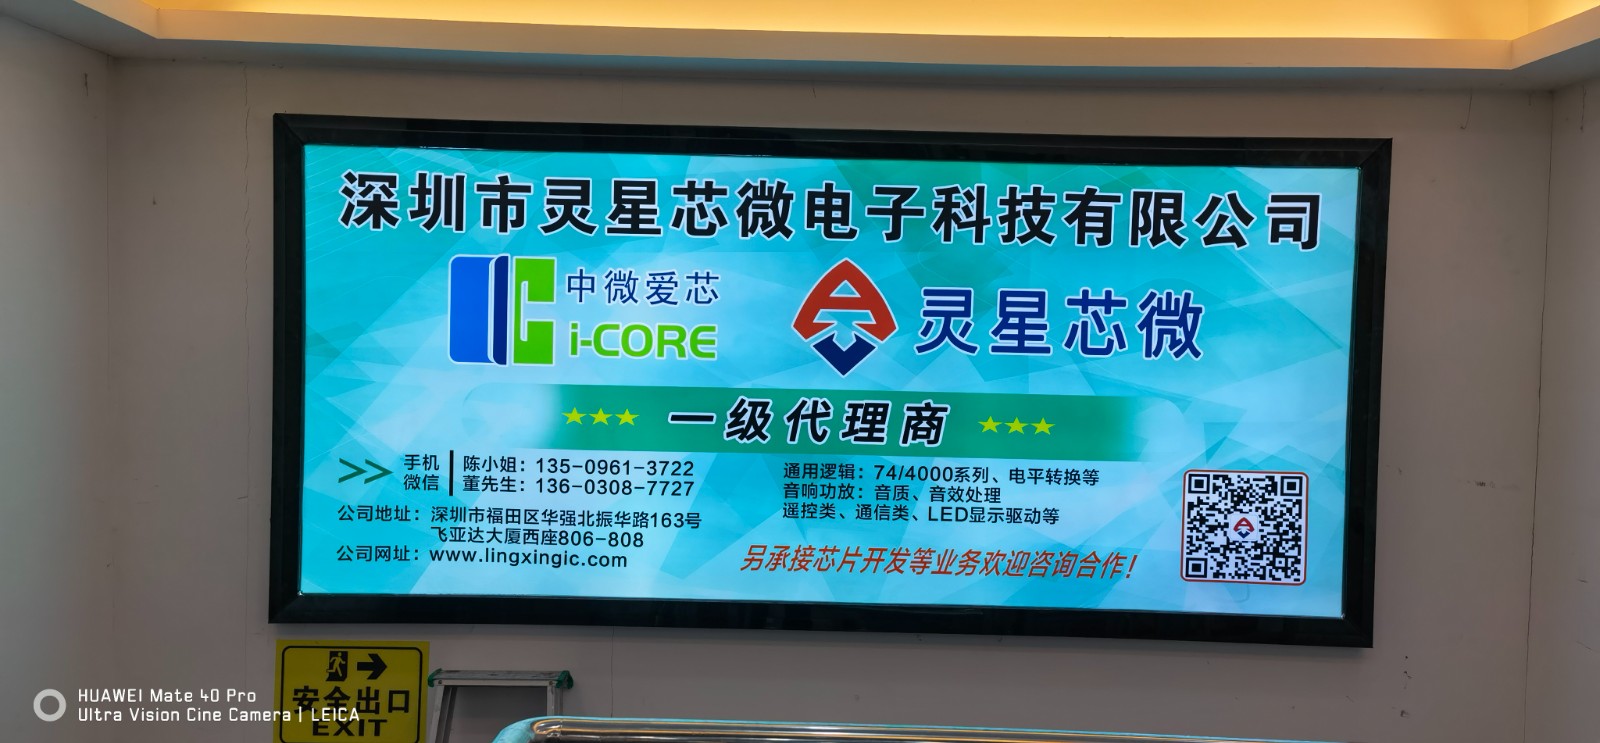 深圳市灵星芯微电子科技有限公司
中微爱芯
i-CORE
灵星芯微
★★★ 一级代理商 ★★★
>> 手机 微信
陈小姐：135-0961-3722
董先生：136-0308-7727
公司地址：深圳市福田区华强北振华路163号
飞亚达大厦西座806-808
公司网址：www.lingxingic.com
通用逻辑：74/4000系列、电平转换等
音响功放：音质、音效处理
遥控类、通信类、LED显示驱动等
另承接芯片开发等业务欢迎咨询合作！
安全出口
EXIT
HUAWEI Mate 40 Pro
Ultra Vision Cine Camera | LEICA